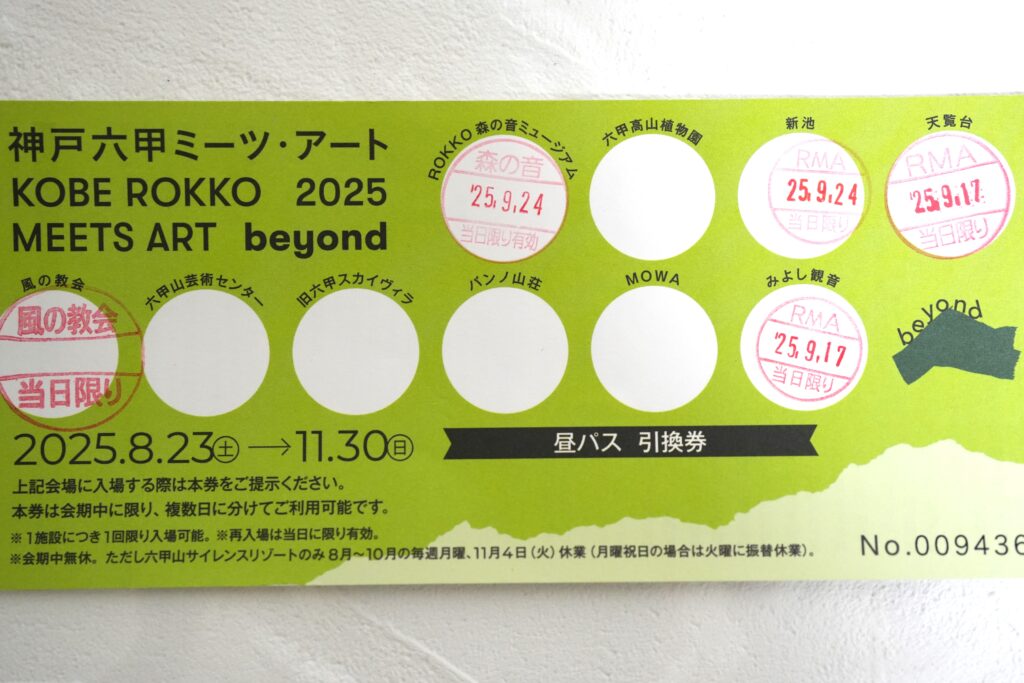 神戸六甲ミーツ・アート
KOBE ROKKO 2025
MEETS ART beyond
ROKKO 森の音ミュージアム
森の音
'25.9.24
当日限り有効
六甲高山植物園
新池
RMA
25.9.24
当日限り
天覧台
RMA
'25.9.17
当日限り
風の教会
風の教会
当日限り
六甲山芸術センター
旧六甲スカイヴィラ
バンノ山荘
MOWA
みよし観音
RMA
'25.9.17
当日限り
beyond
2025.8.23㊏→11.30㊐
昼パス 引換券
上記会場に入場する際は本券をご提示ください。
本券は会期中に限り、複数日に分けてご利用可能です。
※1施設につき1回限り入場可能。※再入場は当日に限り有効。
※会期中無休。ただし六甲山サイレンスリゾートのみ8月〜10月の毎週月曜、11月4日(火)休業(月曜祝日の場合は火曜に振替休業)。
No.009436